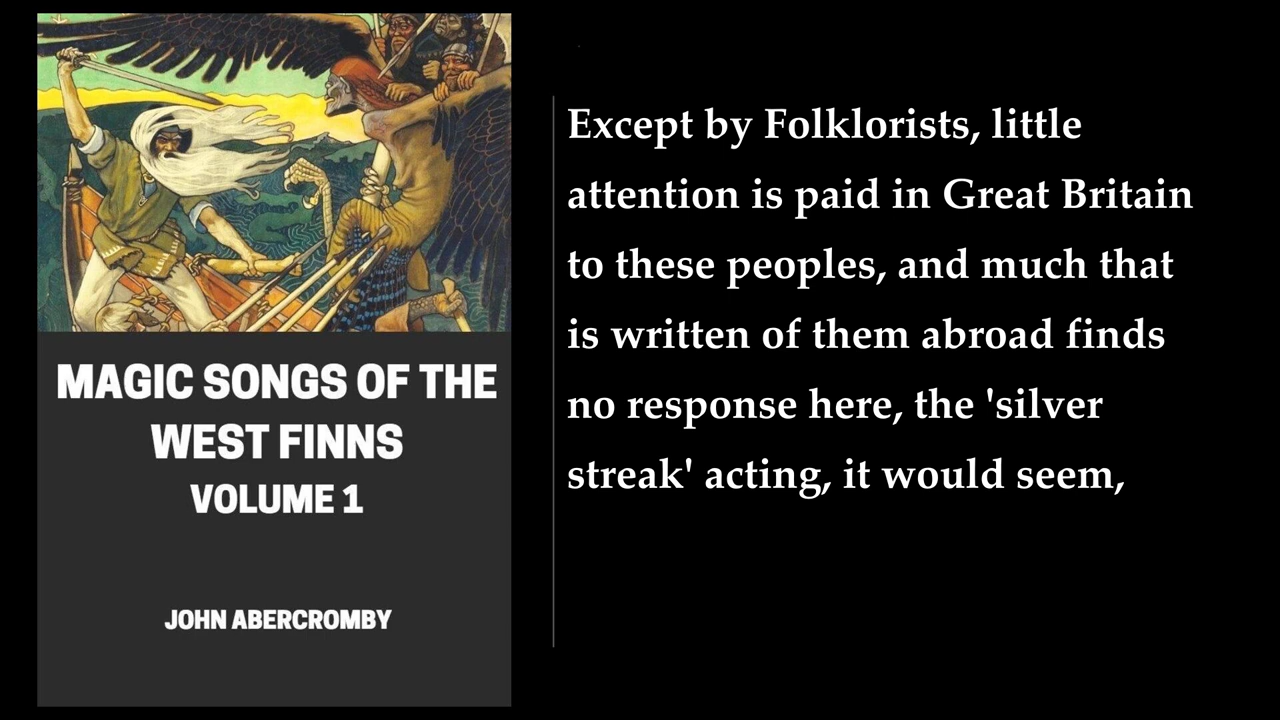 MAGIC SONGS OF THE
WEST FINNS
VOLUME 1
JOHN ABERCROMBY
Except by Folklorists, little
attention is paid in Great Britain
to these peoples, and much that
is written of them abroad finds
no response here, the 'silver
streak' acting, it would seem,